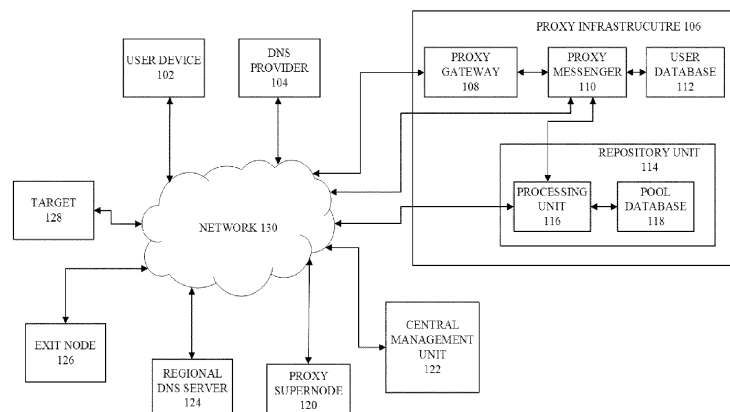 PROXY INFRASTRUCUTRE 106
USER DEVICE
102
DNS
PROVIDER
104
PROXY
GATEWAY
108
PROXY
MESSENGER
110
USER
DATABASE
112
REPOSITORY UNIT
114
PROCESSING
UNIT
116
POOL
DATABASE
118
TARGET
128
NETWORK 130
EXIT NODE
126
REGIONAL
DNS SERVER
124
PROXY
SUPERNODE
120
CENTRAL
MANAGEMENT
UNIT
122